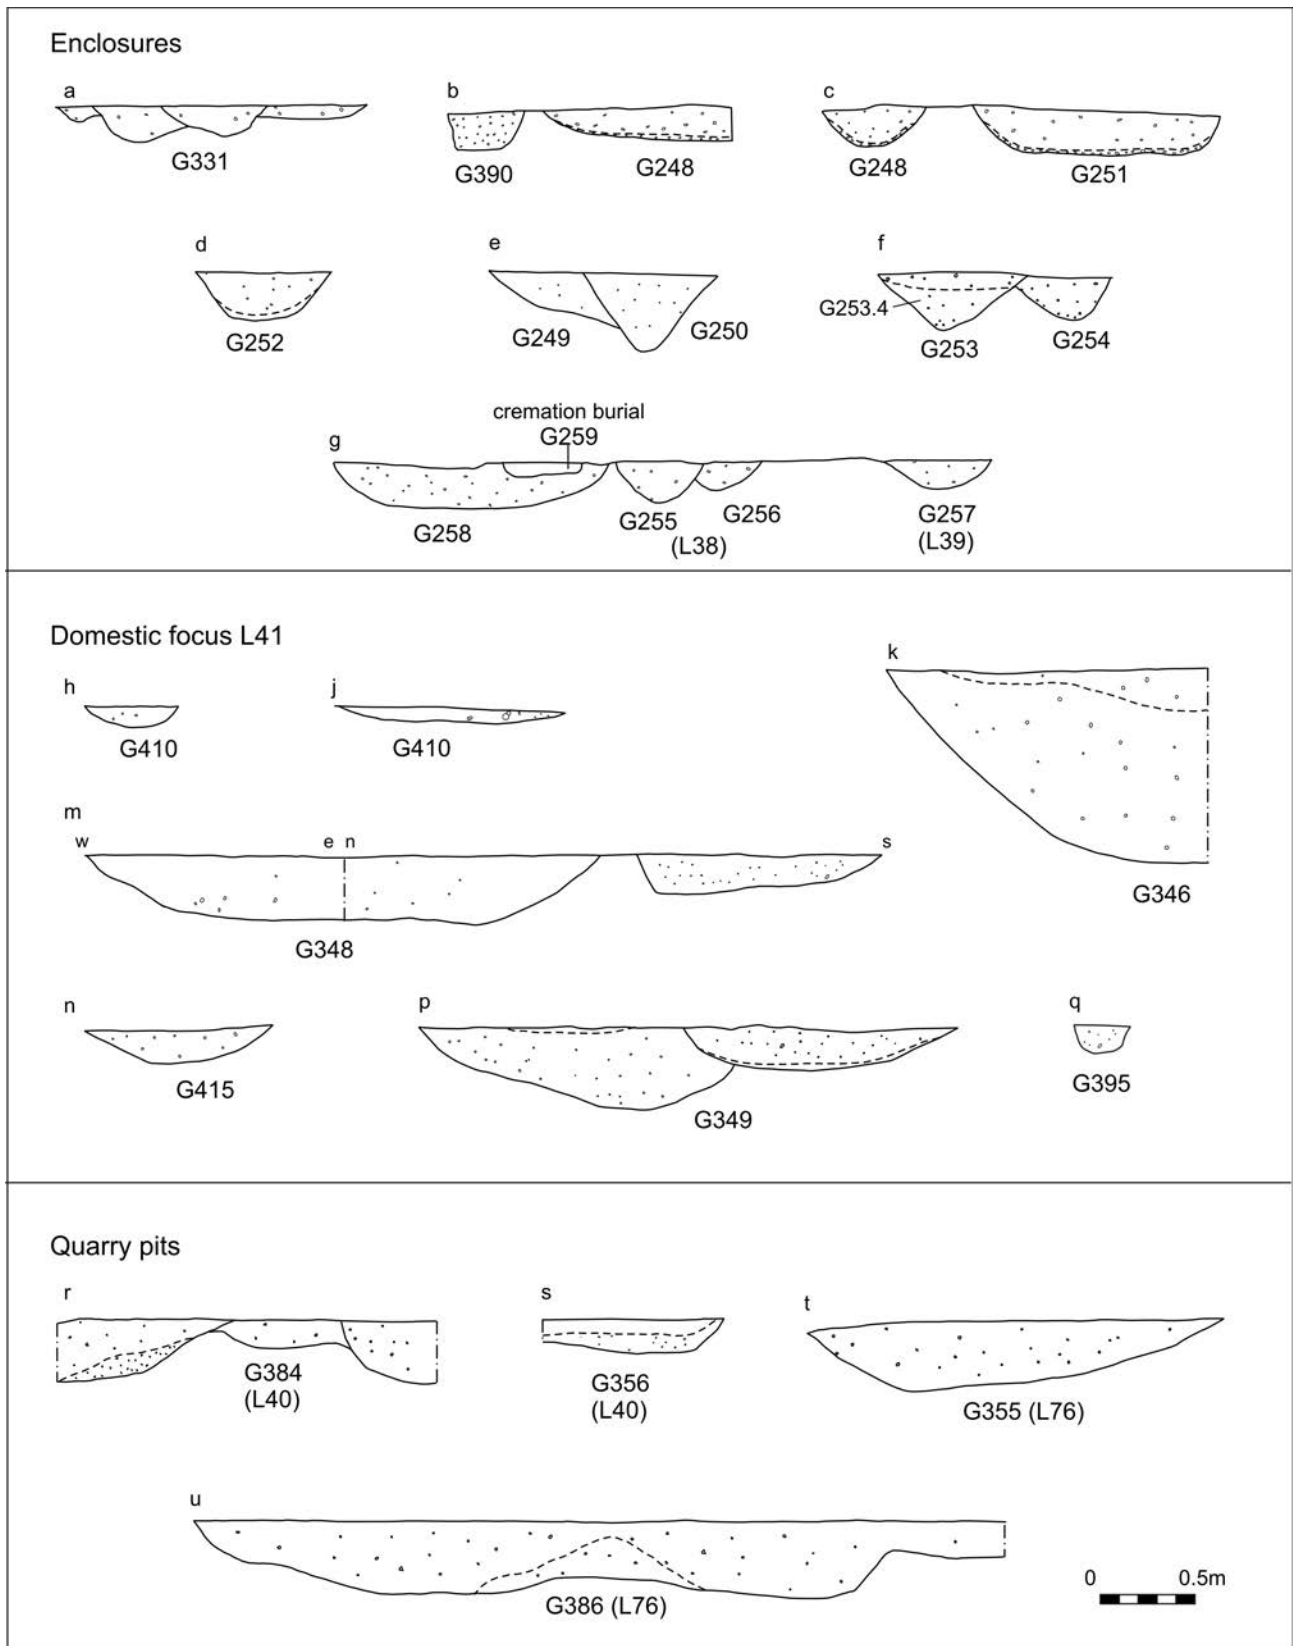 Enclosures
a
b
c
G331
G390
G248
G248
G251
d
e
f
G252
G249
G250
G253.4
G253
G254
cremation burial
G259
g
G258
G255
G256
G257
(L38)
(L39)
Domestic focus L41
h
j
k
G410
G410
G346
m
w
e n
s
G348
n
p
q
G415
G349
G395
Quarry pits
r
s
t
G384
(L40)
G356
(L40)
G355 (L76)
u
G386 (L76)
0 0.5m